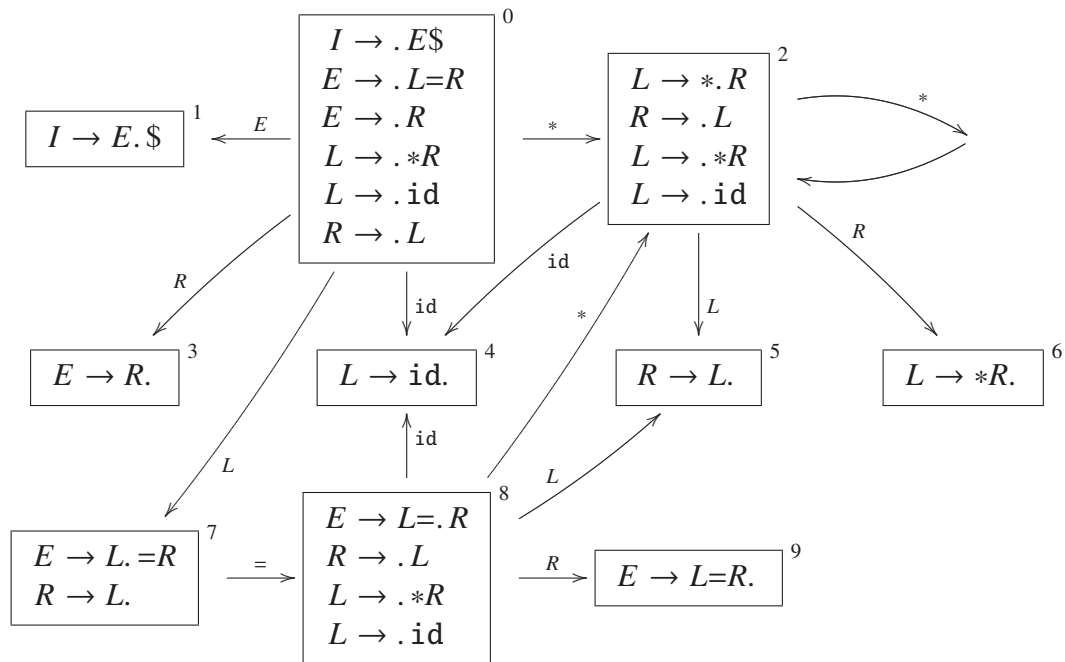 0
I → . E$
E → . L=R
E → . R
L → . *R
L → . id
R → . L
2
L → *. R
R → . L
L → . *R
L → . id
1
I → E. $
E
*
*
R
id
id
R
L
*
L
3
E → R.
4
L → id.
5
R → L.
6
L → *R.
id
L
7
E → L. =R
R → L.
=
8
E → L=. R
R → . L
L → . *R
L → . id
R
9
E → L=R.